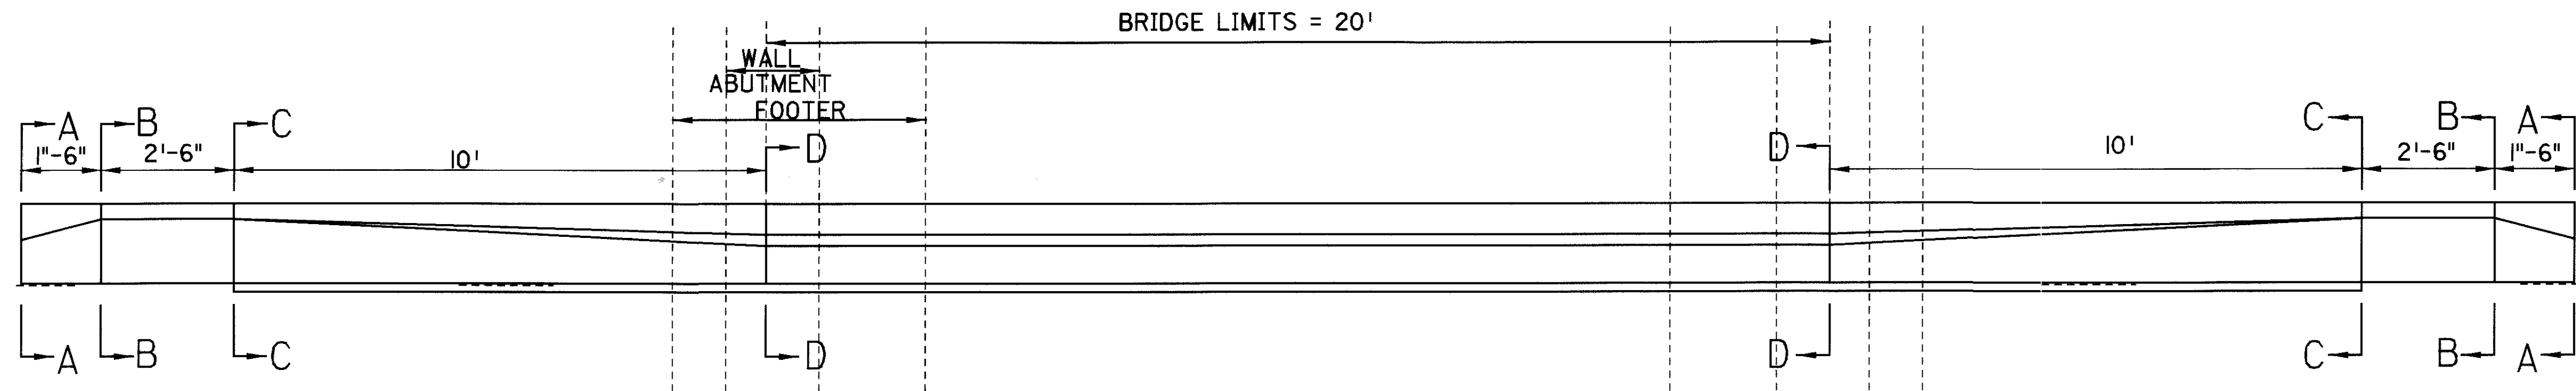 BRIDGE LIMITS = 20'
WALL
ABUTMENT
FOOTER
A B C C B A
D D
1"-6" 2'-6" 10' 10' 2'-6" 1"-6"
A B C D D C B A